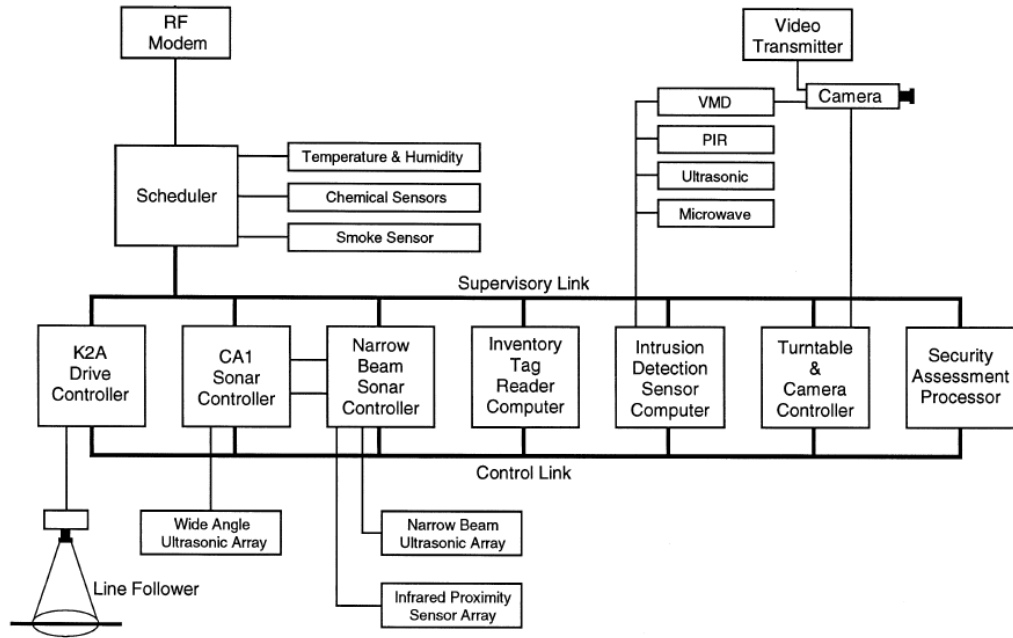 RF
Modem
Video
Transmitter
Camera
VMD
PIR
Ultrasonic
Microwave
Scheduler
Temperature & Humidity
Chemical Sensors
Smoke Sensor
Supervisory Link
K2A
Drive
Controller
CA1
Sonar
Controller
Narrow
Beam
Sonar
Controller
Inventory
Tag
Reader
Computer
Intrusion
Detection
Sensor
Computer
Turntable
&
Camera
Controller
Security
Assessment
Processor
Control Link
Wide Angle
Ultrasonic Array
Narrow Beam
Ultrasonic Array
Line Follower
Infrared Proximity
Sensor Array